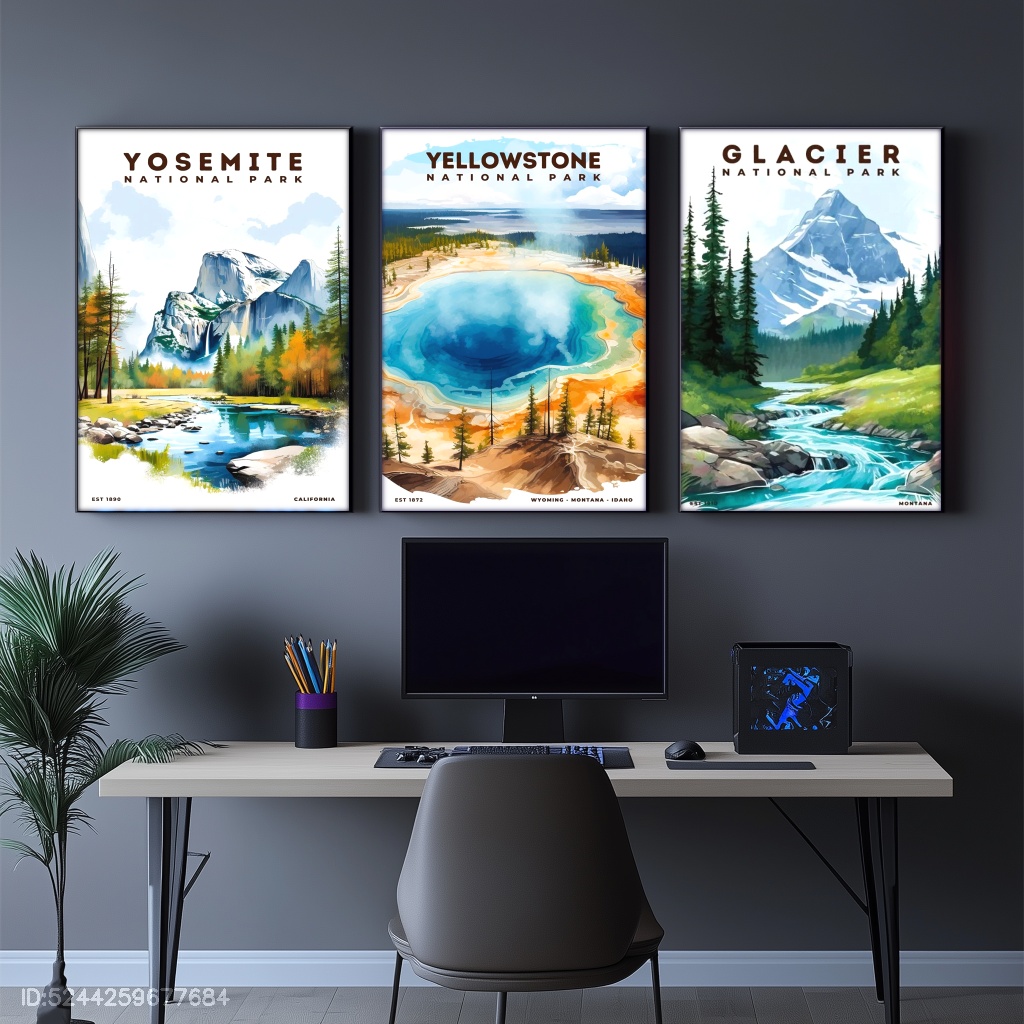 YOSEMITE
NATIONAL PARK
EST 1890
CALIFORNIA
YELLOWSTONE
NATIONAL PARK
EST 1872
WYOMING - MONTANA - IDAHO
GLACIER
NATIONAL PARK
MONTANA
ID:5244259677684